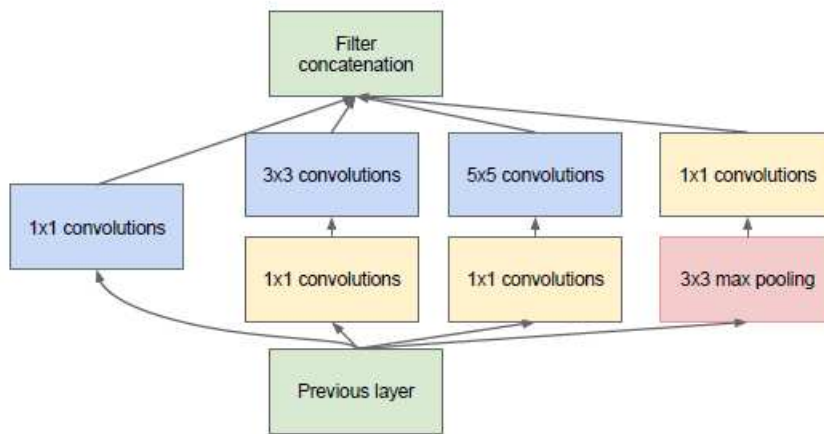 Filter
concatenation
3x3 convolutions
5x5 convolutions
1x1 convolutions
1x1 convolutions
1x1 convolutions
1x1 convolutions
3x3 max pooling
Previous layer